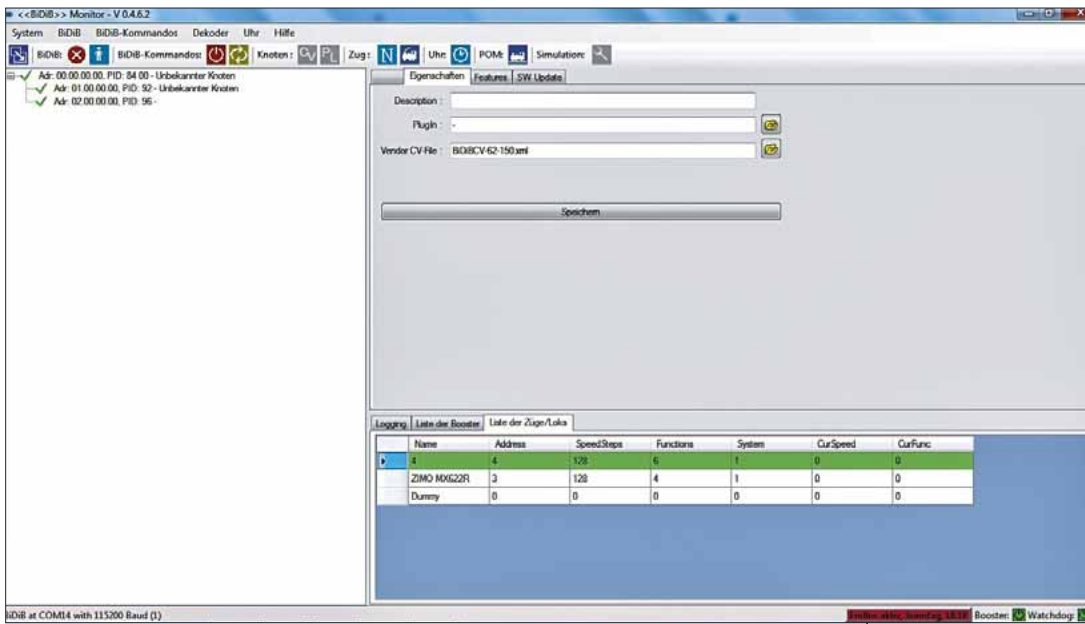 <<BiDiB>> Monitor - V 0.4.6.2
System BiDiB BiDiB-Kommandos Dekoder Uhr Hilfe
BiDiB: BiDiB-Kommandos: Knoten: CV PL Zug: N Uhr: POM: Simulation:
Adr: 00.00.00.00, PID: 84 00 - Unbekannter Knoten
Adr: 01.00.00.00, PID: 92 - Unbekannter Knoten
Adr: 02.00.00.00, PID: 96 -
Eigenschaften Features SW Update
Description :
PlugIn : -
Vendor CV-File : BiDiBCV-62-150.xml
Speichern
Logging Liste der Booster Liste der Züge/Loks
Name Address SpeedSteps Functions System CurSpeed CurFunc
4 4 128 6 1 0 0
ZIMO MX622R 3 128 4 1 0 0
Dummy 0 0 0 0 0 0
BiDiB at COM14 with 115200 Baud (1)
Sonntag, Booster: Watchdog: